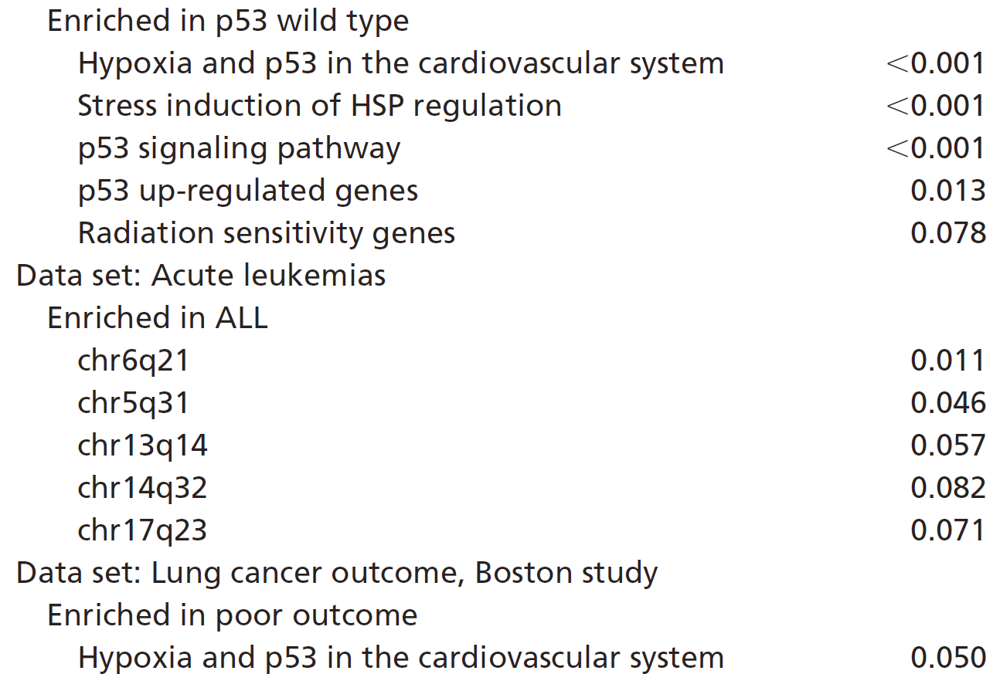 Enriched in p53 wild type
Hypoxia and p53 in the cardiovascular system <0.001
Stress induction of HSP regulation <0.001
p53 signaling pathway <0.001
p53 up-regulated genes 0.013
Radiation sensitivity genes 0.078
Data set: Acute leukemias
Enriched in ALL
chr6q21 0.011
chr5q31 0.046
chr13q14 0.057
chr14q32 0.082
chr17q23 0.071
Data set: Lung cancer outcome, Boston study
Enriched in poor outcome
Hypoxia and p53 in the cardiovascular system 0.050